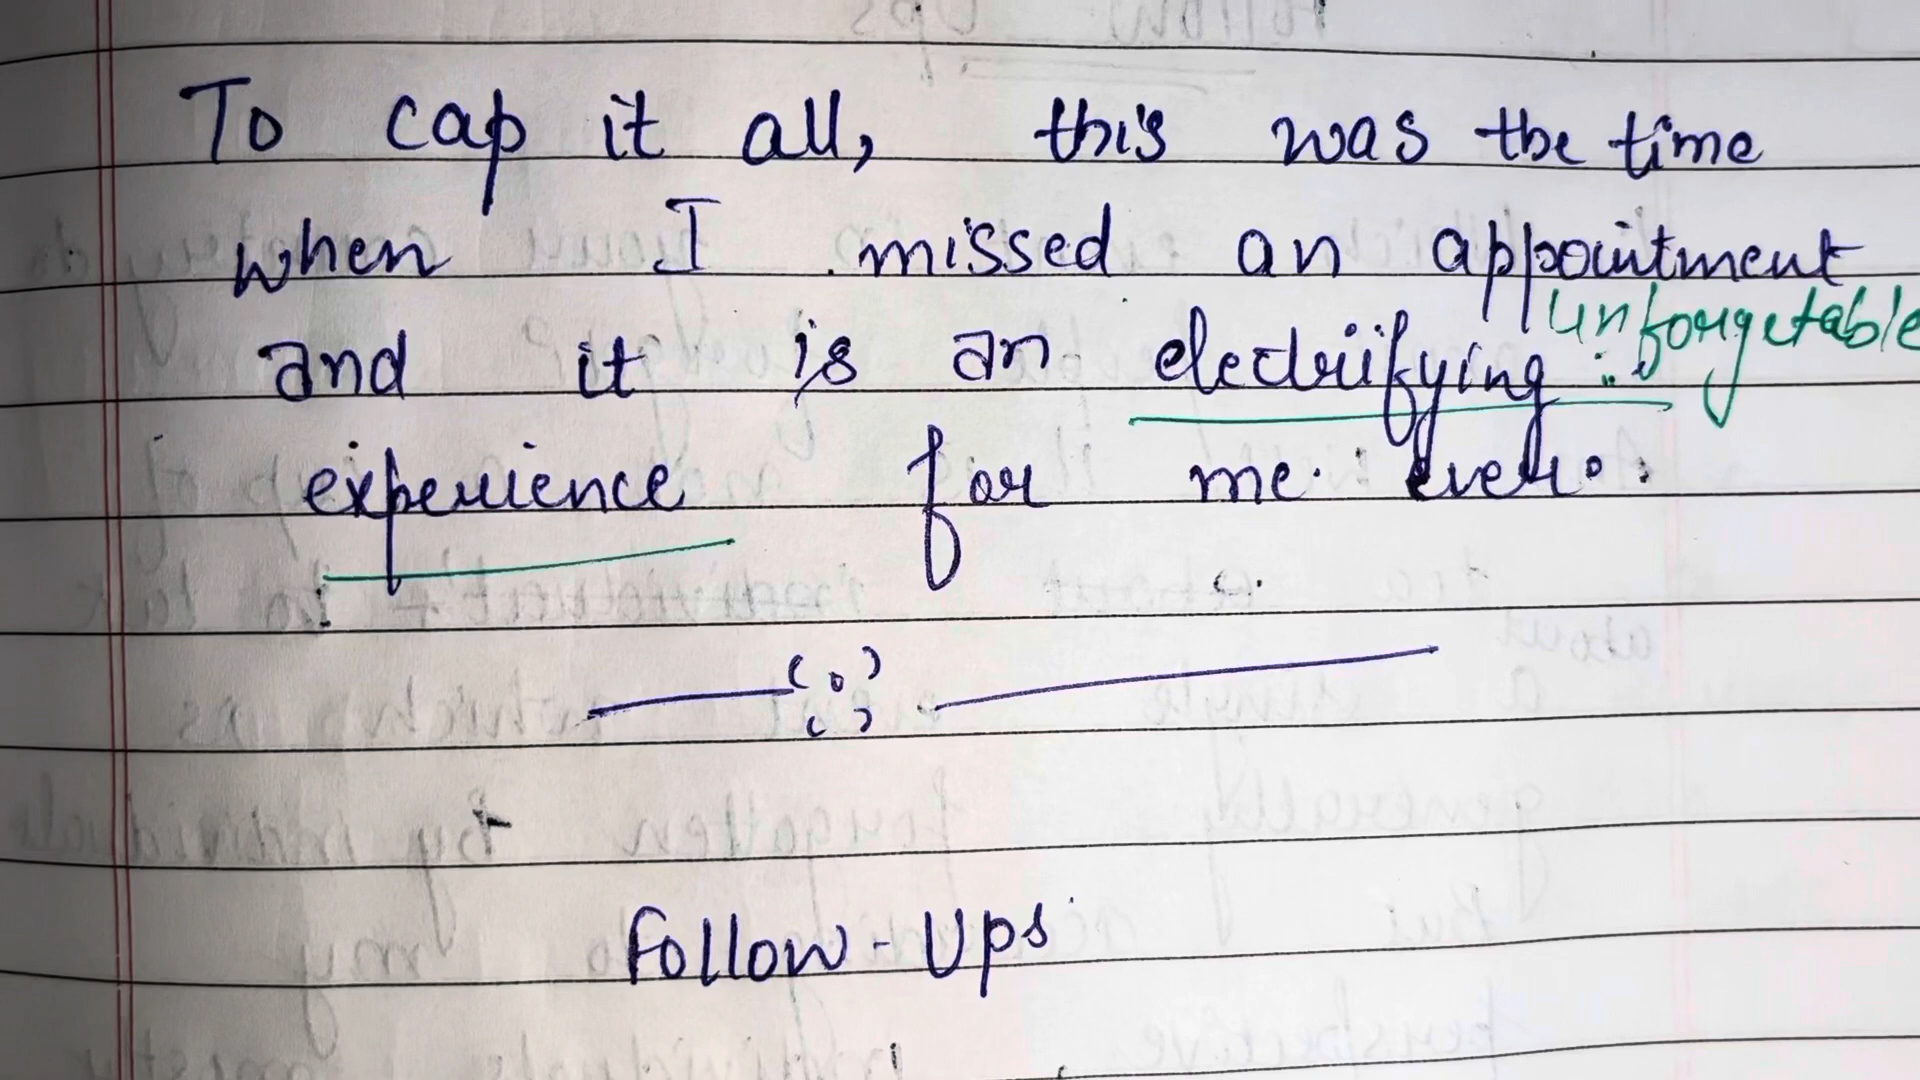 To cap it all, this was the time
when I missed an appointment
unforgetable
and it is an electrifying
experience for me ever.
Follow-Ups